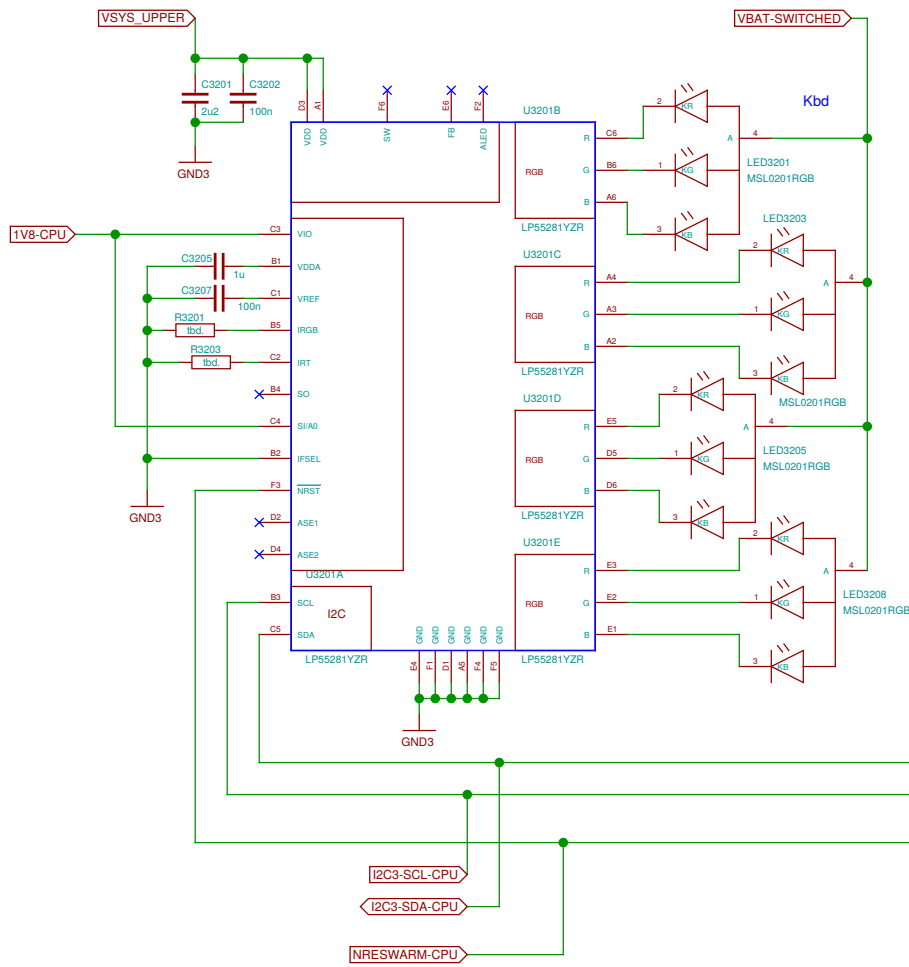 VSYS_UPPER
VBAT-SWITCHED
C3201
2u2
C3202
100n
GND3
D3
A1
F6
E6
F2
VDD
VDD
SW
FB
ALED
U3201B
Kbd
RGB
R
G
B
C6
B6
A6
LP55281YZR
2
KR
1
KG
3
KB
A
4
LED3201
MSL0201RGB
1V8-CPU
C3
VIO
C3205
1u
B1
VDDA
C3207
100n
C1
VREF
R3201
tbd.
B5
IRGB
R3203
tbd.
C2
IRT
B4
SO
C4
SI/A0
B2
IFSEL
F3
NRST
D2
ASE1
D4
ASE2
GND3
U3201A
U3201C
RGB
R
G
B
A4
A3
A2
LP55281YZR
LED3203
2
KR
1
KG
3
KB
A
4
MSL0201RGB
U3201D
RGB
R
G
B
E5
D5
D6
LP55281YZR
2
KR
1
KG
3
KB
A
4
LED3205
MSL0201RGB
U3201E
RGB
R
G
B
E3
E2
E1
LP55281YZR
2
KR
1
KG
3
KB
A
4
LED3208
MSL0201RGB
B3
SCL
C5
SDA
I2C
LP55281YZR
GND
GND
GND
GND
GND
GND
E4
F1
D1
A5
F4
F5
GND3
I2C3-SCL-CPU
I2C3-SDA-CPU
NRESWARM-CPU